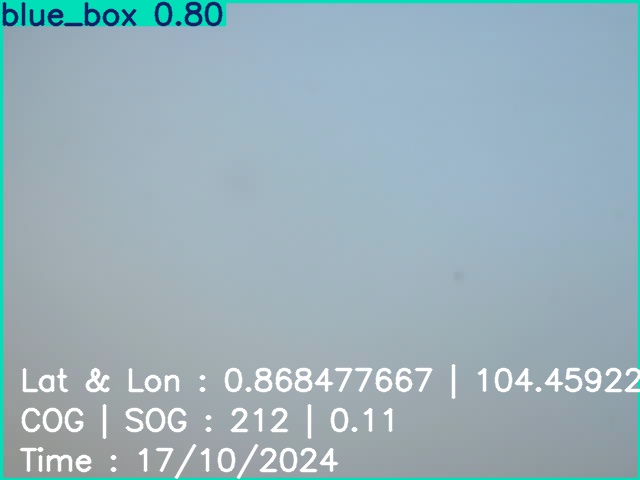 blue_box 0.80
Lat & Lon : 0.868477667 | 104.45922
COG | SOG : 212 | 0.11
Time : 17/10/2024